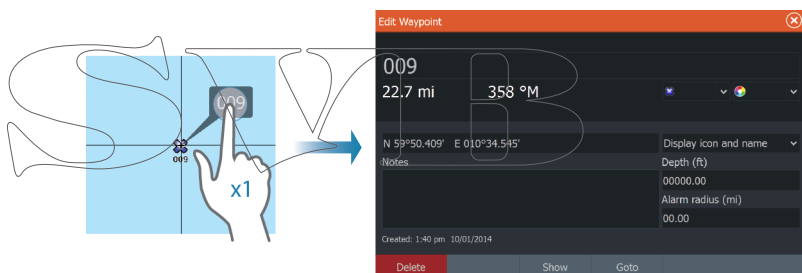 Edit Waypoint
009
22.7 mi 358 °M
N 59°50.409' E 010°34.545' Display icon and name
Notes Depth (ft)
00000.00
Alarm radius (mi)
00.00
Created: 1:40 pm 10/01/2014
Delete Show Goto
009
009
x1